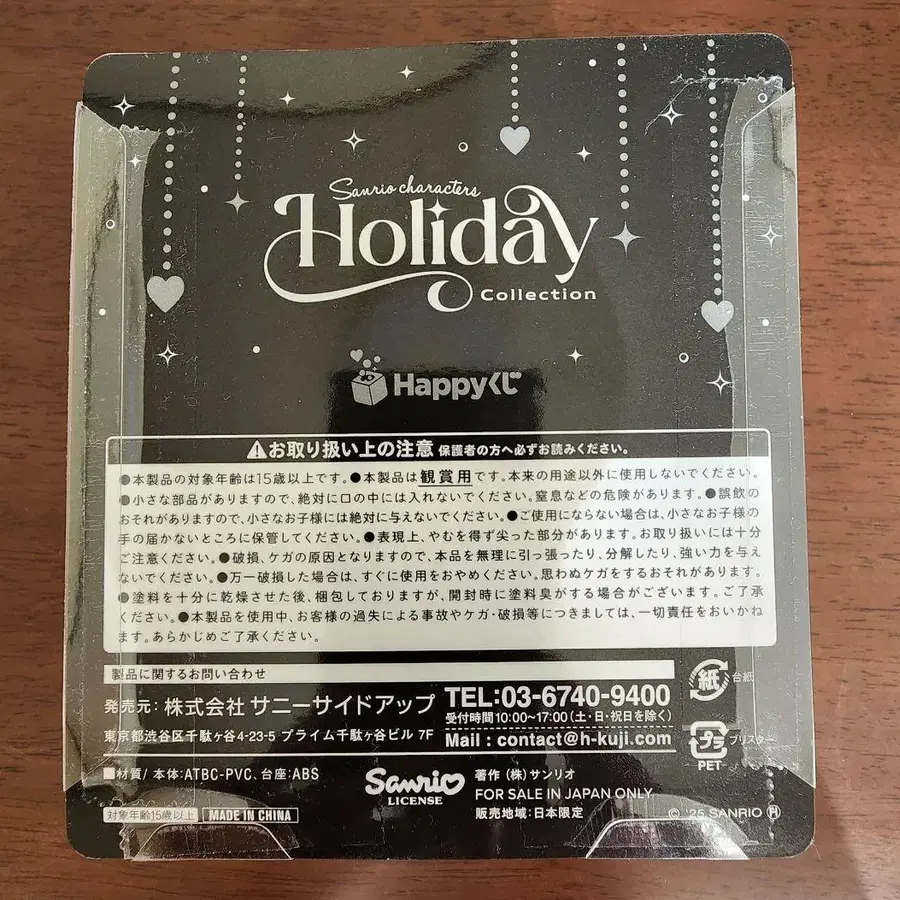 Sanrio characters
Holiday
Collection
Happyくじ
⚠お取り扱い上の注意 保護者の方へ必ずお読みください。
●本製品の対象年齢は15歳以上です。●本製品は観賞用です。本来の用途以外に使用しないでください。
●小さな部品がありますので、絶対に口の中には入れないでください。窒息などの危険があります。●誤飲の
おそれがありますので、小さなお子様には絶対に与えないでください。●ご使用にならない場合は、小さなお子様の
手の届かないところに保管してください。●表現上、やむを得ず尖った部分があります。お取り扱いには十分
ご注意ください。●破損、ケガの原因となりますので、本品を無理に引っ張ったり、分解したり、強い力を与え
ないでください。●万一破損した場合は、すぐに使用をおやめください。思わぬケガをするおそれがあります。
●塗料を十分に乾燥させた後、梱包しておりますが、開封時に塗料臭がする場合がございます。ご了承
ください。●本製品を使用中、お客様の過失による事故やケガ・破損等につきましては、一切責任をおいかね
ます。あらかじめご了承ください。
製品に関するお問い合わせ
発売元: 株式会社 サニーサイドアップ
東京都渋谷区千駄ヶ谷4-23-5 プライム千駄ヶ谷ビル 7F
TEL:03-6740-9400
受付時間10:00~17:00(土・日・祝日を除く)
Mail : contact@h-kuji.com
紙 台紙
プラ ブリスター
PET
■材質/ 本体:ATBC-PVC、台座:ABS
対象年齢15歳以上 MADE IN CHINA
Sanrio
LICENSE
著作 (株)サンリオ
FOR SALE IN JAPAN ONLY
販売地域:日本限定
© '25 SANRIO Ⓗ